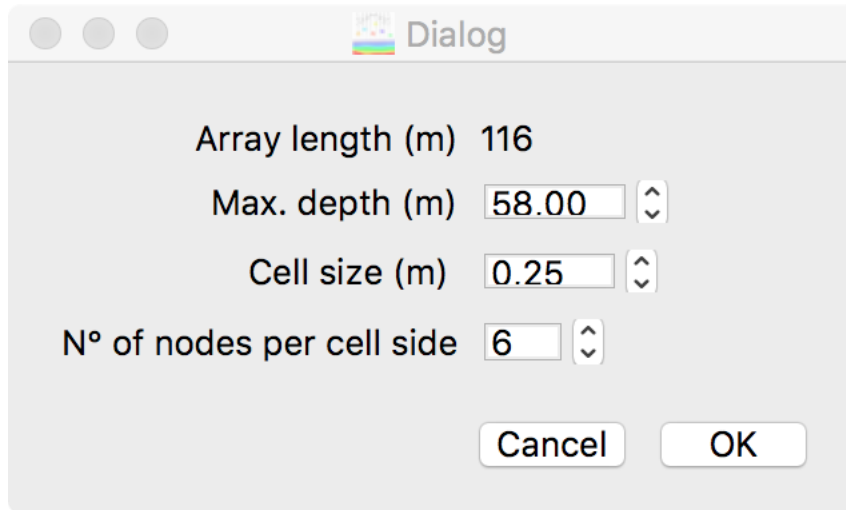 Dialog
Array length (m) 116
Max. depth (m) 58.00
Cell size (m) 0.25
Nº of nodes per cell side 6
Cancel OK